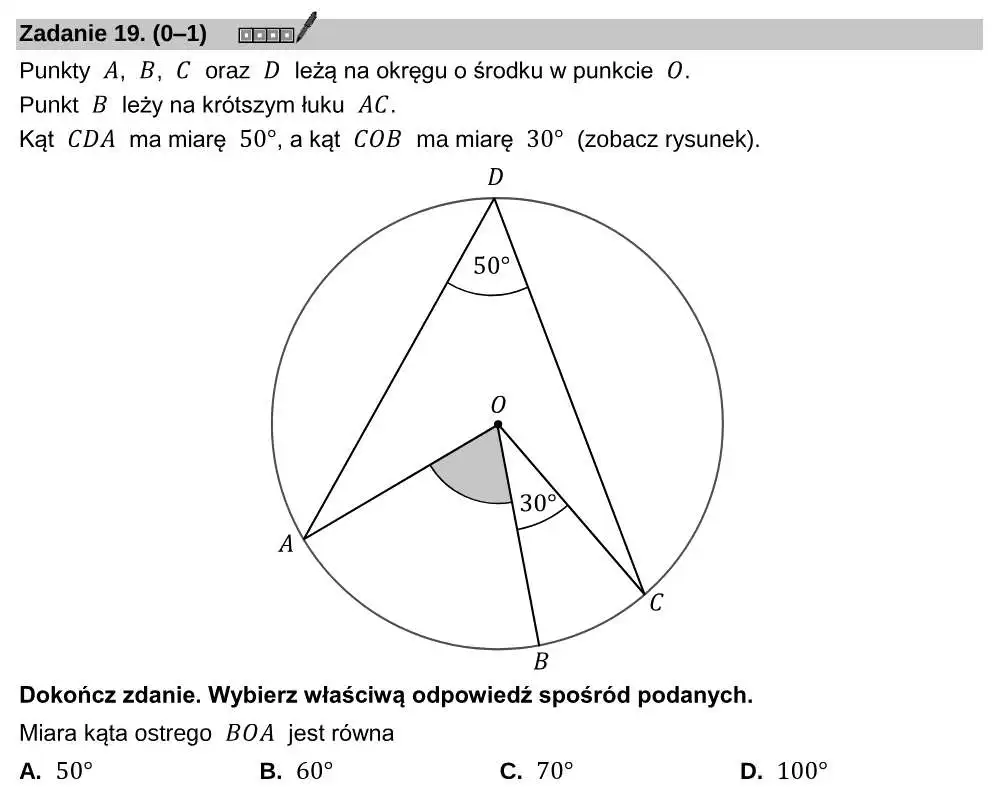 Zadanie 19. (0–1)
Punkty A, B, C oraz D leżą na okręgu o środku w punkcie O.
Punkt B leży na krótszym łuku AC.
Kąt CDA ma miarę 50°, a kąt COB ma miarę 30° (zobacz rysunek).
D
50°
O
30°
A
C
B
Dokończ zdanie. Wybierz właściwą odpowiedź spośród podanych.
Miara kąta ostrego BOA jest równa
A. 50° B. 60° C. 70° D. 100°